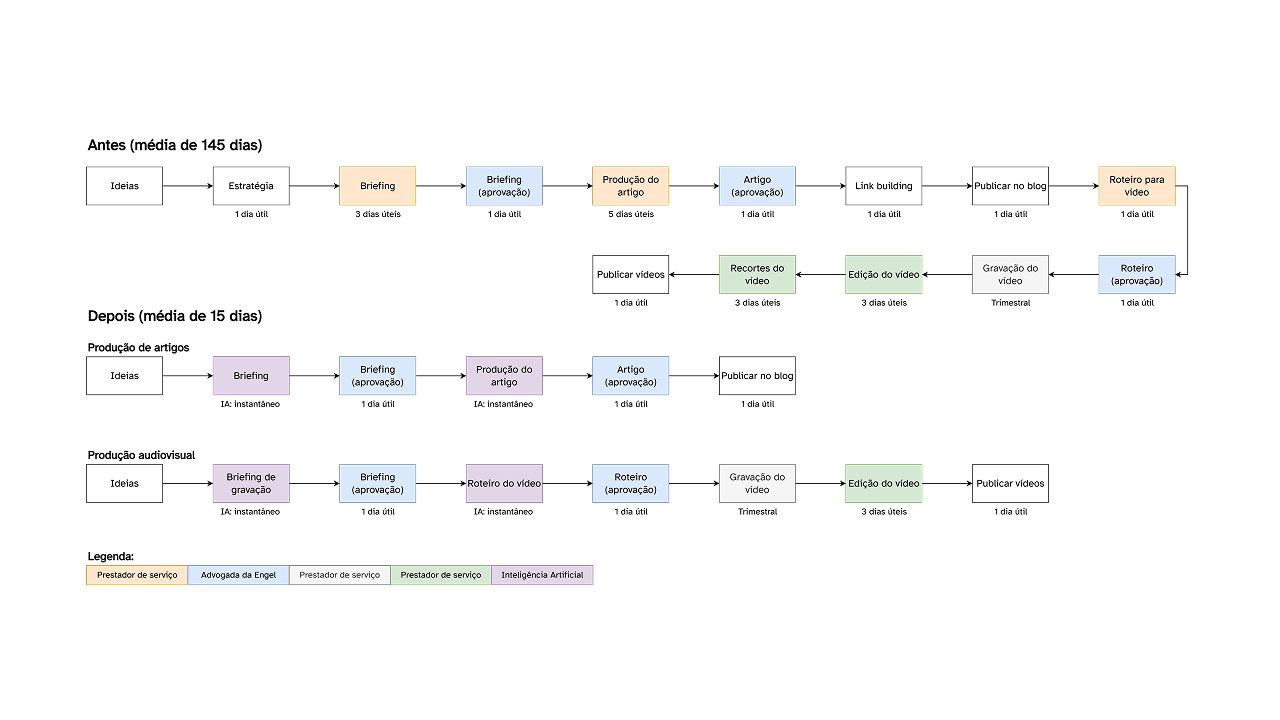 Antes (média de 145 dias)
Ideias
Estratégia
1 dia útil
Briefing
3 dias úteis
Briefing
(aprovação)
1 dia útil
Produção do
artigo
5 dias úteis
Artigo
(aprovação)
1 dia útil
Link building
1 dia útil
Publicar no blog
1 dia útil
Roteiro para
vídeo
1 dia útil
Roteiro
(aprovação)
1 dia útil
Gravação do
vídeo
Trimestral
Edição do vídeo
3 dias úteis
Recortes do
vídeo
3 dias úteis
Publicar vídeos
1 dia útil
Depois (média de 15 dias)
Produção de artigos
Ideias
Briefing
IA: instantâneo
Briefing
(aprovação)
1 dia útil
Produção do
artigo
IA: instantâneo
Artigo
(aprovação)
1 dia útil
Publicar no blog
1 dia útil
Produção audiovisual
Ideias
Briefing de
gravação
IA: instantâneo
Briefing
(aprovação)
1 dia útil
Roteiro do vídeo
IA: instantâneo
Roteiro
(aprovação)
1 dia útil
Gravação do
vídeo
Trimestral
Edição do vídeo
3 dias úteis
Publicar vídeos
1 dia útil
Legenda:
Prestador de serviço
Advogada da Engel
Prestador de serviço
Prestador de serviço
Inteligência Artificial